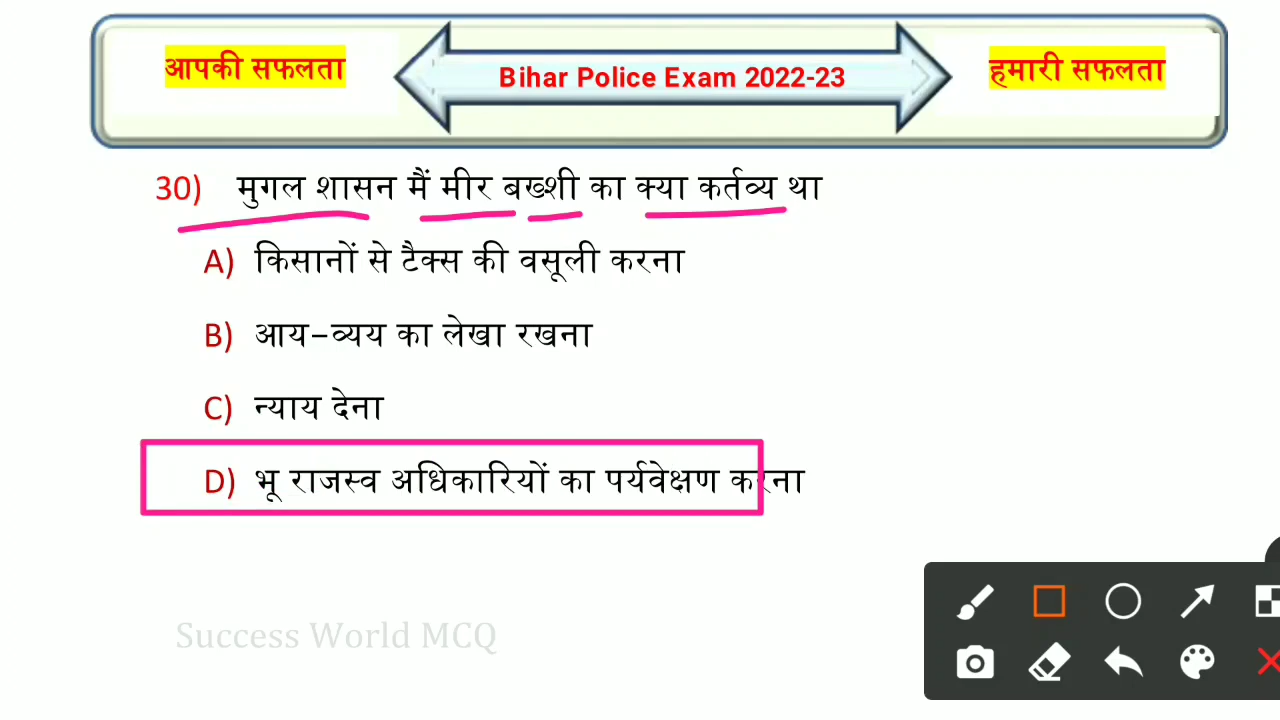 आपकी सफलता
Bihar Police Exam 2022-23
हमारी सफलता
30) मुगल शासन मैं मीर बख्शी का क्या कर्तव्य था
A) किसानों से टैक्स की वसूली करना
B) आय-व्यय का लेखा रखना
C) न्याय देना
D) भू राजस्व अधिकारियों का पर्यवेक्षण करना
Success World MCQ